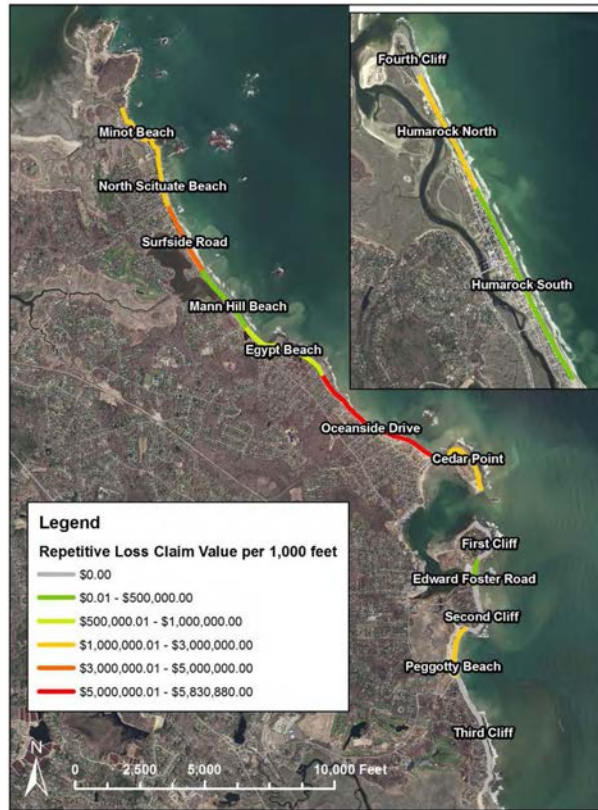 Fourth Cliff
Minot Beach
Humarock North
North Scituate Beach
Surfside Road
Humarock South
Mann Hill Beach
Egypt Beach
Oceanside Drive
Cedar Point
Legend
Repetitive Loss Claim Value per 1,000 feet
$0.00
$0.01 - $500,000.00
$500,000.01 - $1,000,000.00
$1,000,000.01 - $3,000,000.00
$3,000,000.01 - $5,000,000.00
$5,000,000.01 - $5,830,880.00
First Cliff
Edward Foster Road
Second Cliff
Peggotty Beach
Third Cliff
N
0 2,500 5,000 10,000 Feet